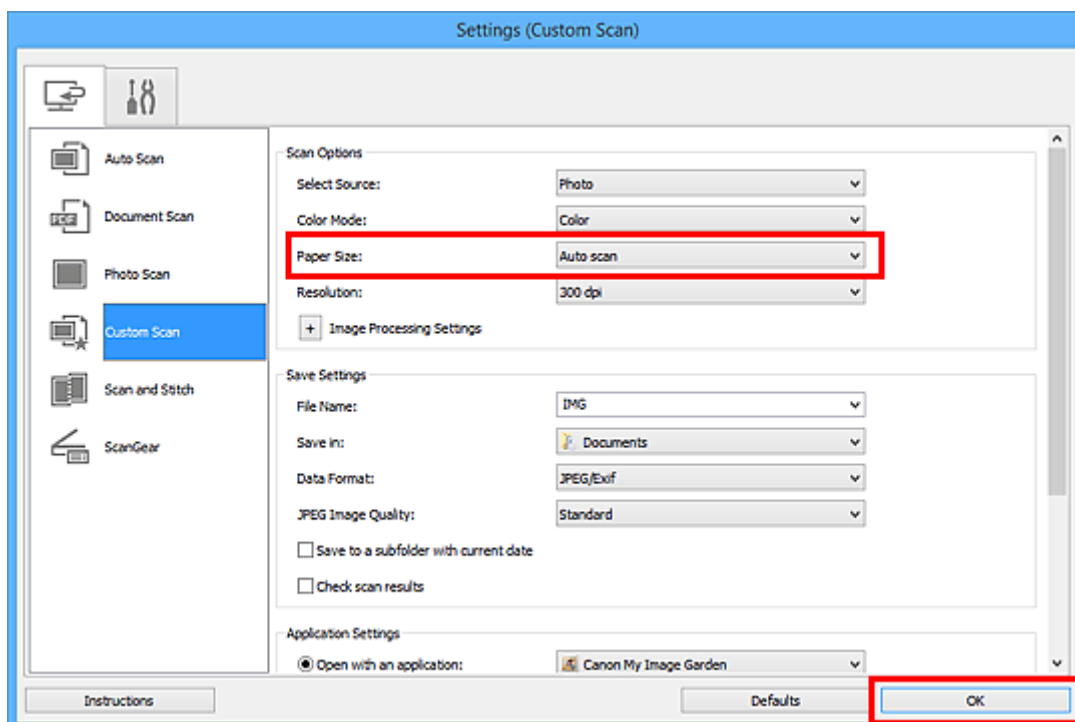 Settings (Custom Scan)
Auto Scan
PDF
Document Scan
Photo Scan
Custom Scan
Scan and Stitch
ScanGear
Scan Options
Select Source: Photo
Color Mode: Color
Paper Size: Auto scan
Resolution: 300 dpi
+ Image Processing Settings
Save Settings
File Name: IMG
Save in: Documents
Data Format: JPEG/Exif
JPEG Image Quality: Standard
Save to a subfolder with current date
Check scan results
Application Settings
Open with an application: Canon My Image Garden
Instructions Defaults OK